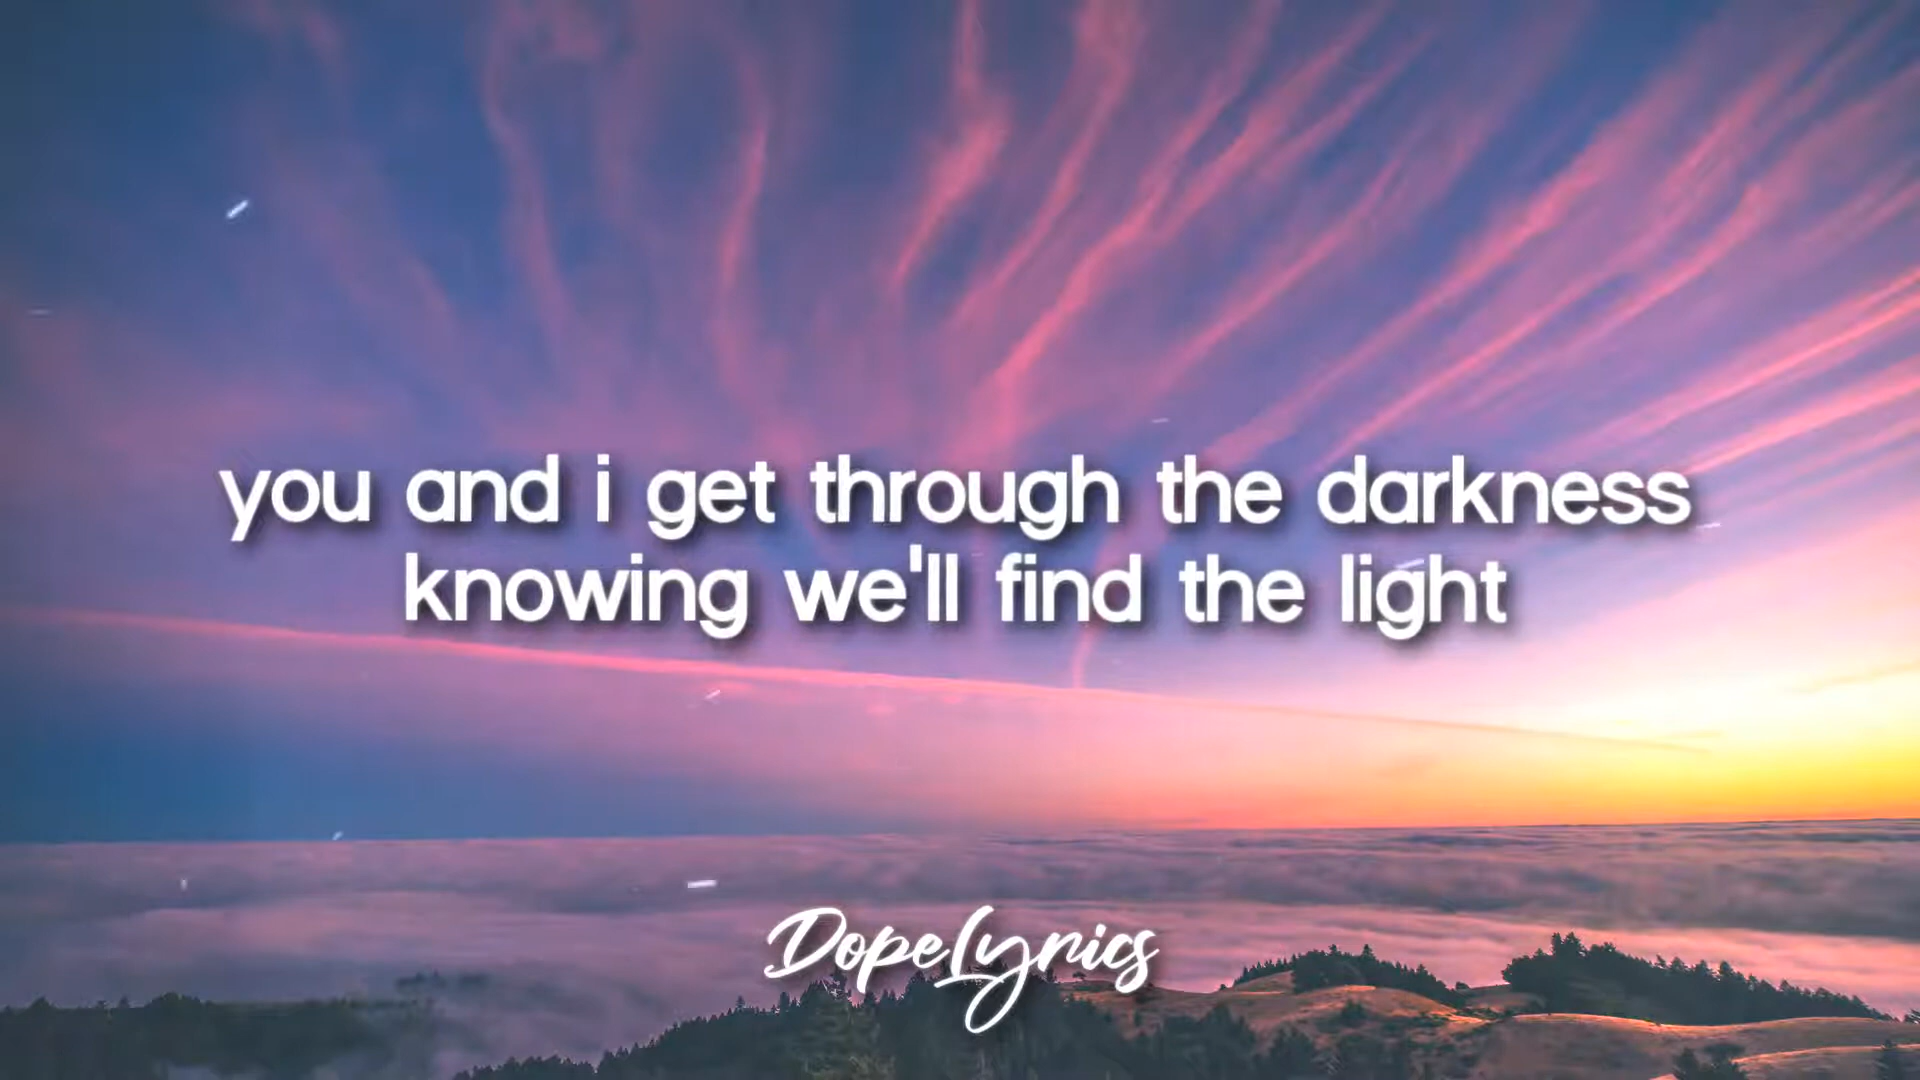 you and i get through the darkness
knowing we'll find the light
DopeLyrics